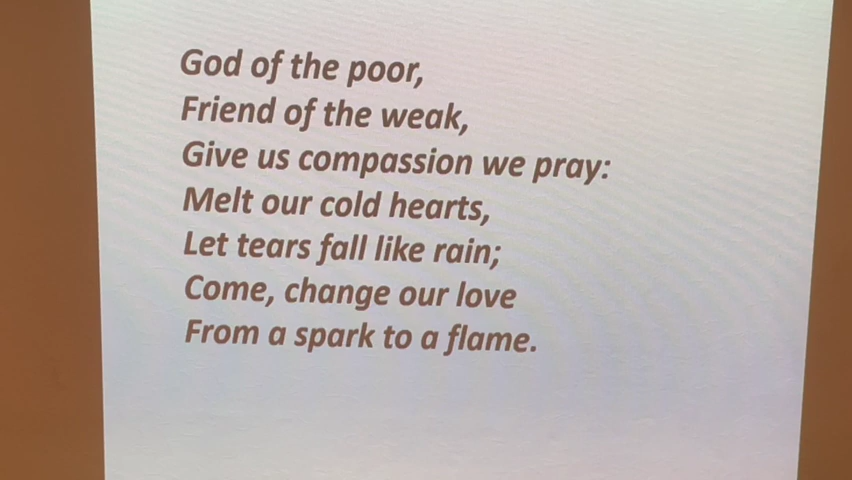 God of the poor,
Friend of the weak,
Give us compassion we pray:
Melt our cold hearts,
Let tears fall like rain;
Come, change our love
From a spark to a flame.